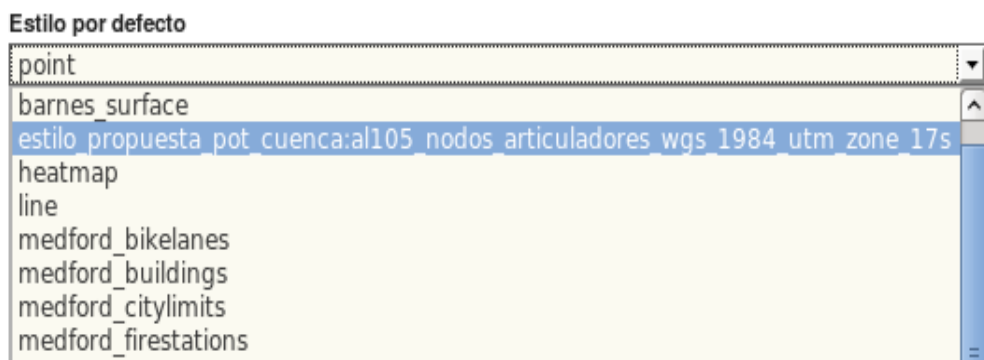 Estilo por defecto
point
barnes_surface
estilo_propuesta_pot_cuenca:al105_nodos_articuladores_wgs_1984_utm_zone_17s
heatmap
line
medford_bikelanes
medford_buildings
medford_citylimits
medford_firestations